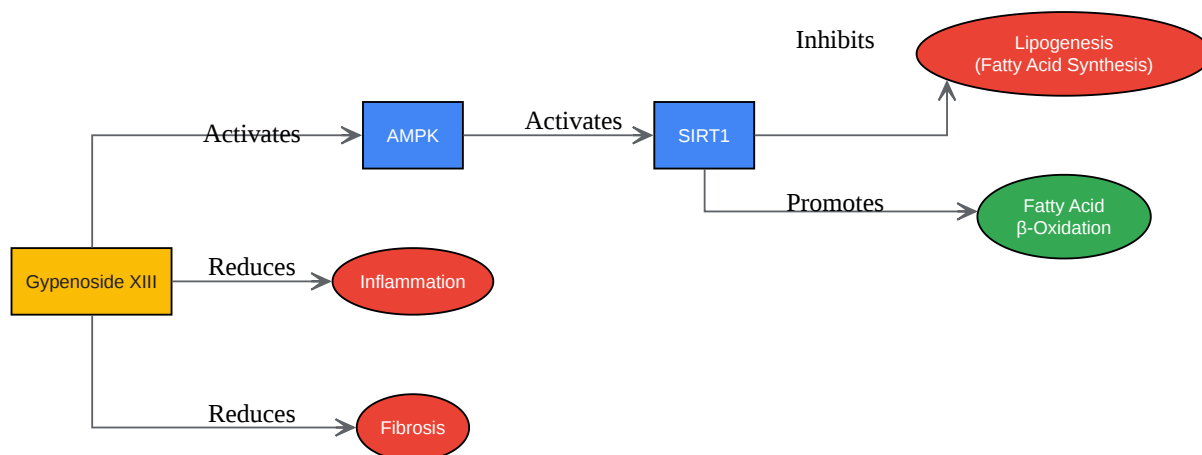 Inhibits
Lipogenesis
(Fatty Acid Synthesis)
Activates
AMPK
Activates
SIRT1
Promotes
Fatty Acid
β-Oxidation
Gypenoside XIII
Reduces
Inflammation
Reduces
Fibrosis